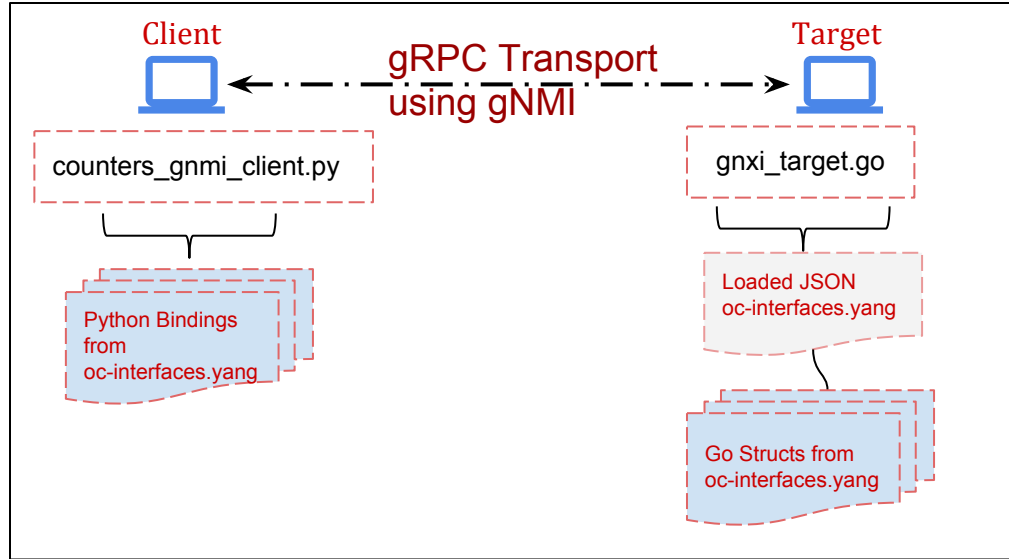 Client
Target
gRPC Transport
using gNMI
counters_gnmi_client.py
gnxi_target.go
Python Bindings
from
oc-interfaces.yang
Loaded JSON
oc-interfaces.yang
Go Structs from
oc-interfaces.yang